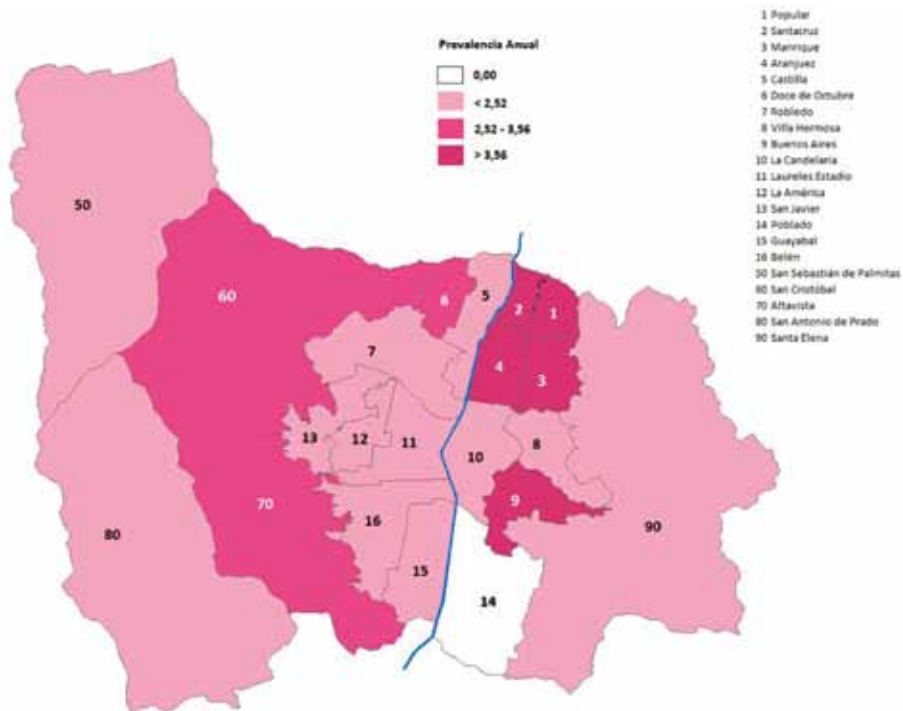 Prevalencia Anual
0,00
< 2,52
2,52 - 3,56
> 3,56
1 Popular
2 Santacruz
3 Manrique
4 Aranjuez
5 Castilla
6 Doce de Octubre
7 Robledo
8 Villa Hermosa
9 Buenos Aires
10 La Candelaria
11 Laureles Estadio
12 La América
13 San Javier
14 Poblado
15 Guayabal
16 Belén
50 San Sebastián de Palmitas
80 San Cristóbal
70 Altavista
80 San Antonio de Prado
90 Santa Elena
50
60
6
5
2
1
7
4
3
13
12
11
10
8
70
16
9
80
90
15
14